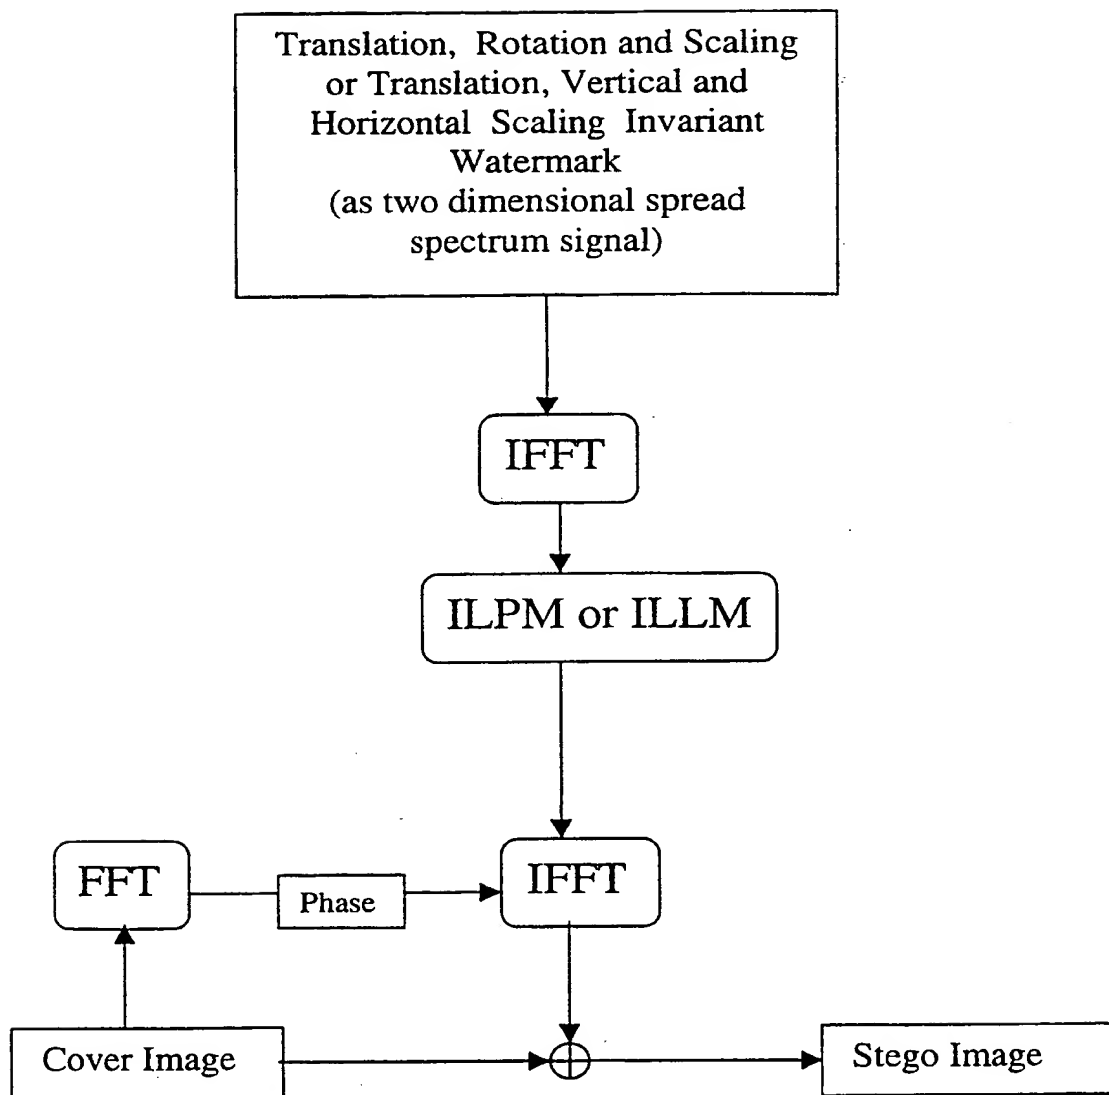 Translation, Rotation and Scaling
or Translation, Vertical and
Horizontal Scaling Invariant
Watermark
(as two dimensional spread
spectrum signal)
IFFT
ILPM or ILLM
FFT
Phase
IFFT
Cover Image
Stego Image